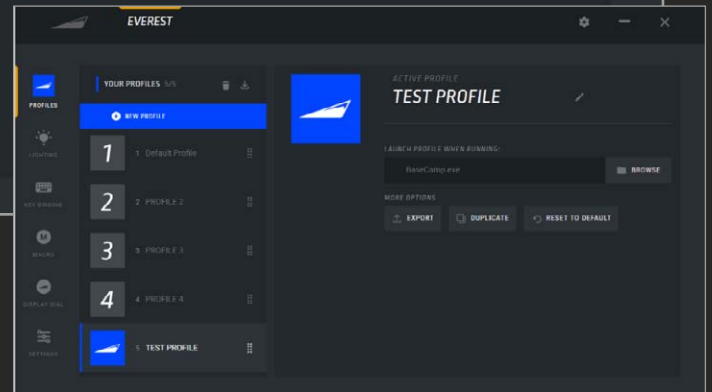 EVEREST
PROFILES
LIGHTING
KEY BINDING
MACRO
DISPLAY DIAL
SETTINGS
YOUR PROFILES 5/5
NEW PROFILE
1 1 Default Profile
2 2 PROFILE 2
3 3 PROFILE 3
4 4 PROFILE 4
5 TEST PROFILE
ACTIVE PROFILE
TEST PROFILE
LAUNCH PROFILE WHEN RUNNING:
BaseCamp.exe
BROWSE
MORE OPTIONS
EXPORT DUPLICATE RESET TO DEFAULT